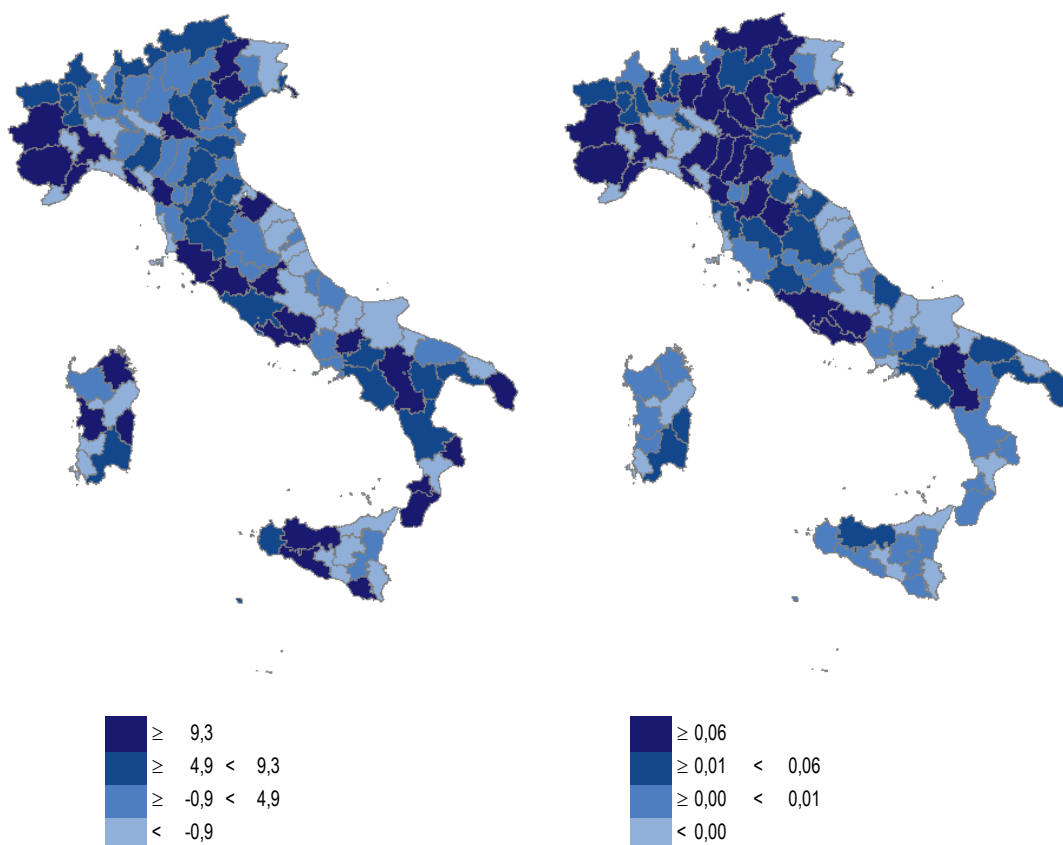 ≥ 9,3
≥ 4,9 < 9,3
≥ -0,9 < 4,9
< -0,9
≥ 0,06
≥ 0,01 < 0,06
≥ 0,00 < 0,01
< 0,00